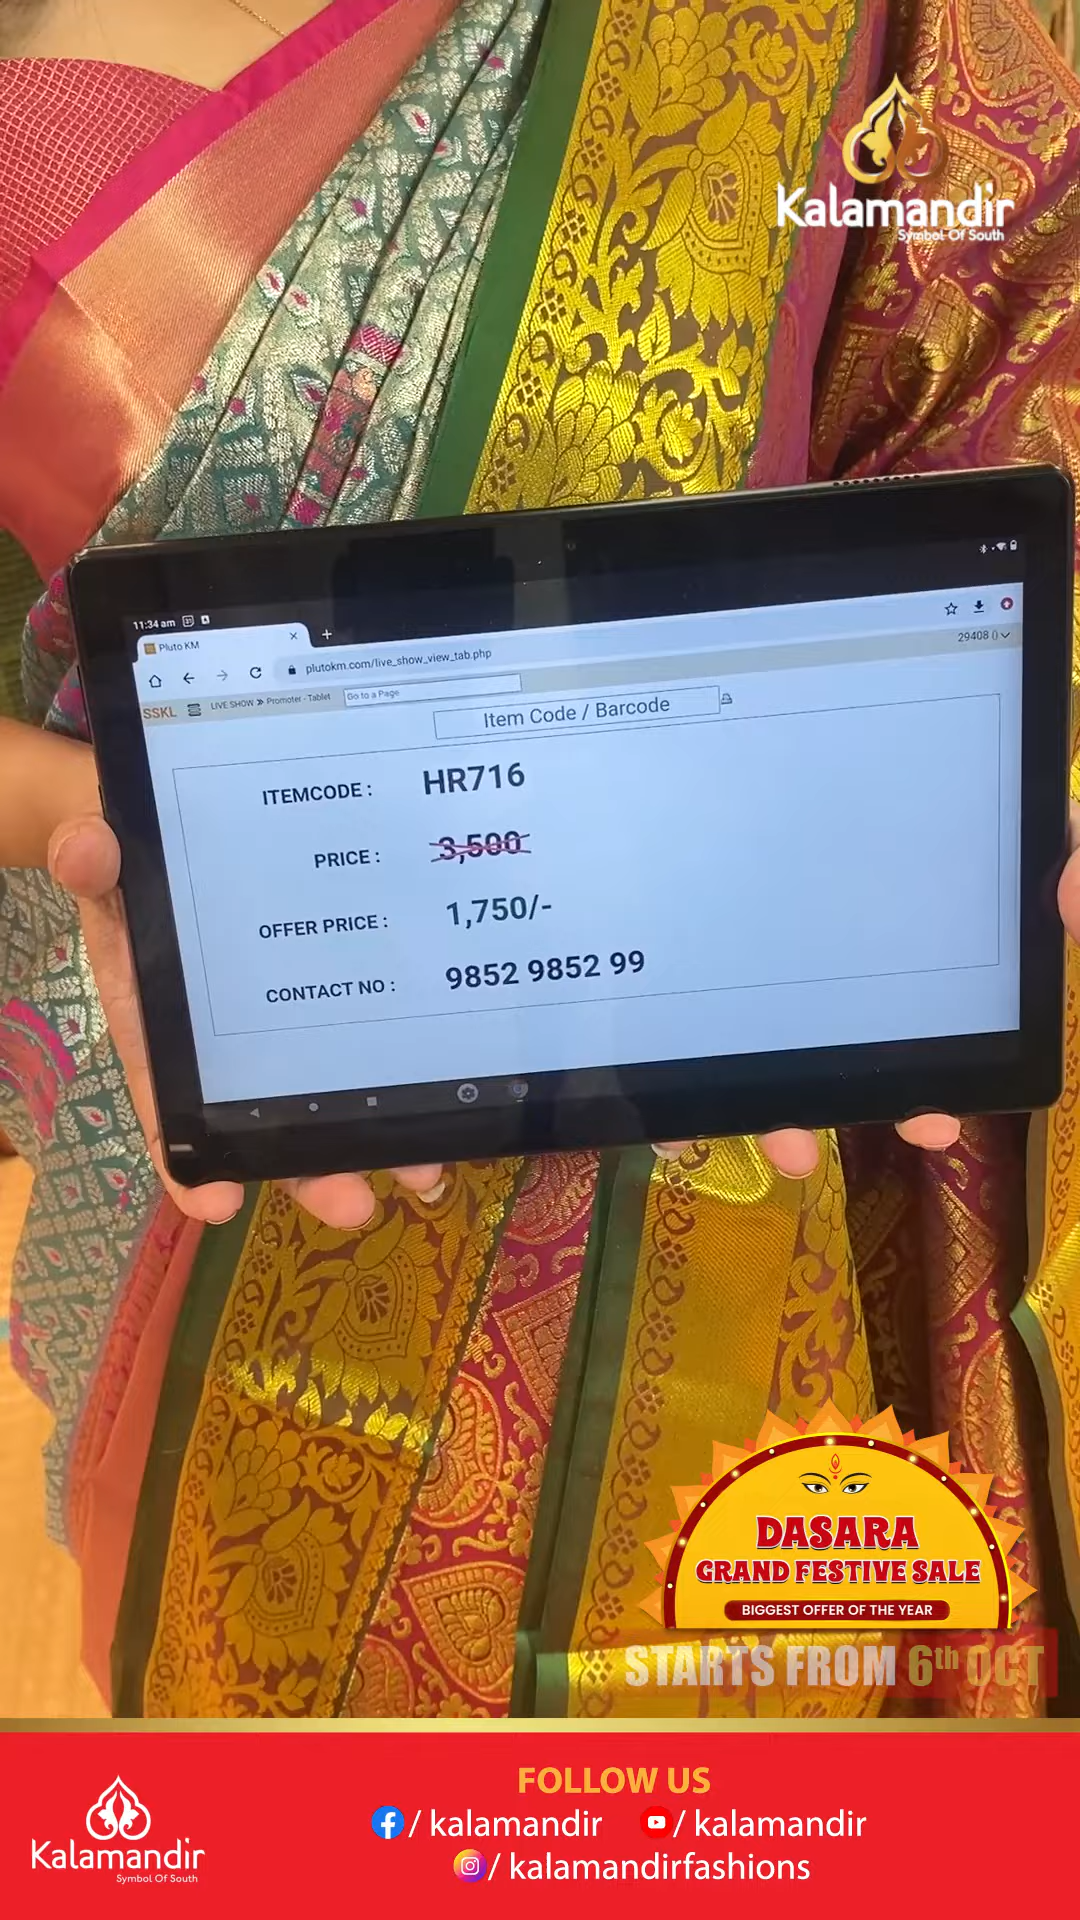 Kalamandir
Symbol Of South
11:34 am
Pluto KM
plutokm.com/live_show_view_tab.php
29408 ()
SSKL
LIVE SHOW » Promoter - Tablet
Go to a Page
Item Code / Barcode
ITEMCODE : HR716
PRICE : 3,500
OFFER PRICE : 1,750/-
CONTACT NO : 9852 9852 99
DASARA
GRAND FESTIVE SALE
BIGGEST OFFER OF THE YEAR
STARTS FROM 6th OCT
FOLLOW US
/ kalamandir / kalamandir
/ kalamandirfashions
Kalamandir
Symbol Of South